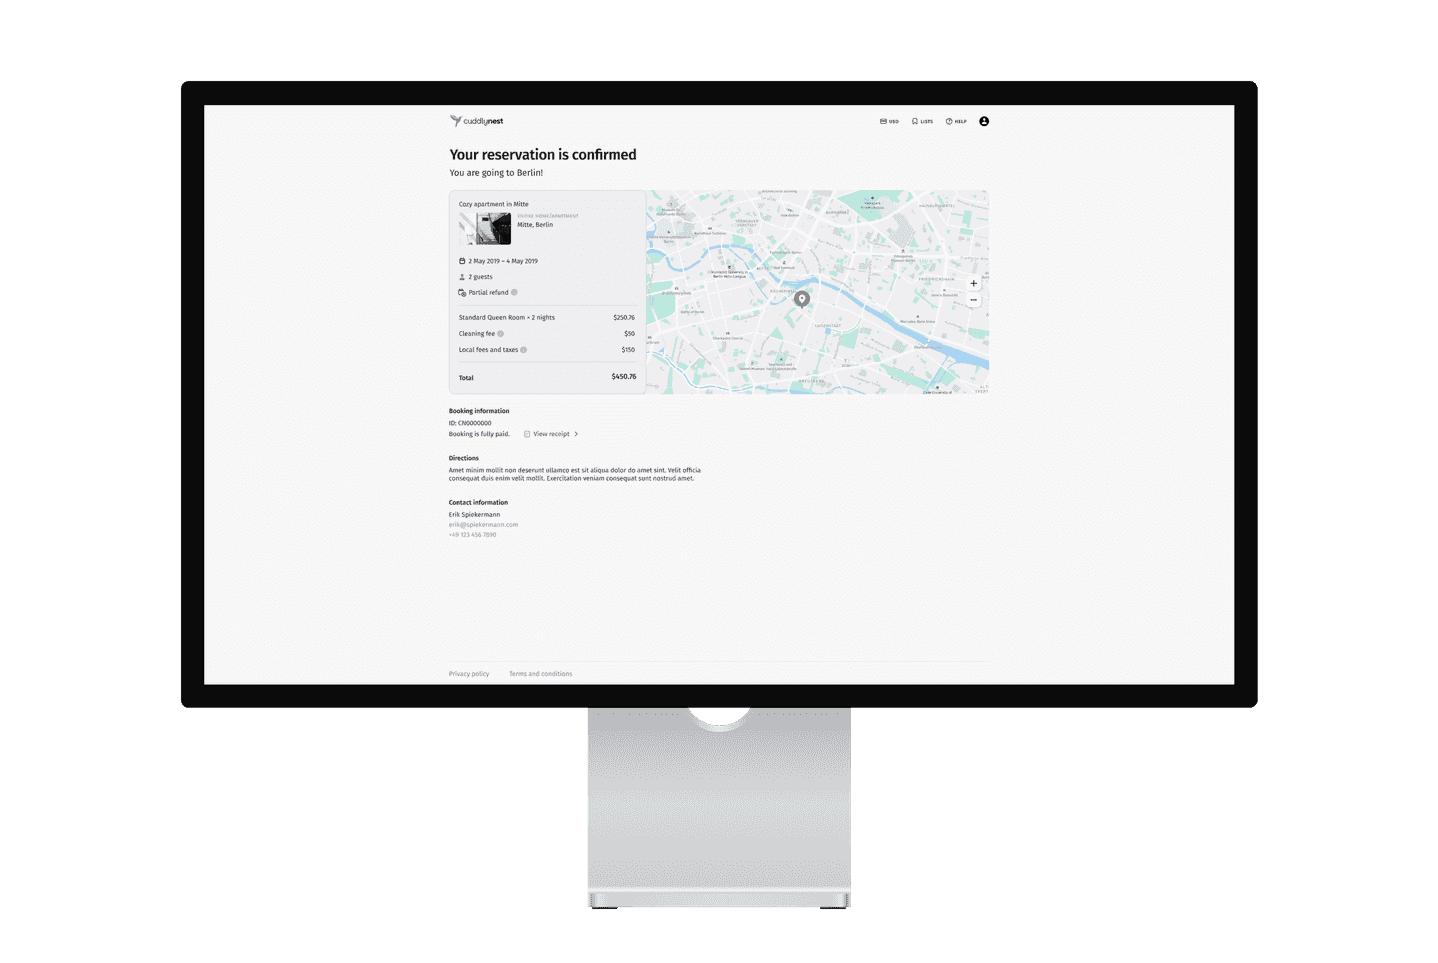 cuddlynest
USD
LISTS
HELP
Your reservation is confirmed
You are going to Berlin!
Cozy apartment in Mitte
ENTIRE HOME/APARTMENT
Mitte, Berlin
2 May 2019 – 4 May 2019
2 guests
Partial refund
Standard Queen Room × 2 nights $250.76
Cleaning fee $50
Local fees and taxes $150
Total $450.76
FRIEDRICHSHAIN
LUISENSTADT
Booking information
ID: CN0000000
Booking is fully paid. View receipt
Directions
Amet minim mollit non deserunt ullamco est sit aliqua dolor do amet sint. Velit officia
consequat duis enim velit mollit. Exercitation veniam consequat sunt nostrud amet.
Contact information
Erik Spiekermann
erik@spiekermann.com
+49 123 456 7890
Privacy policy Terms and conditions